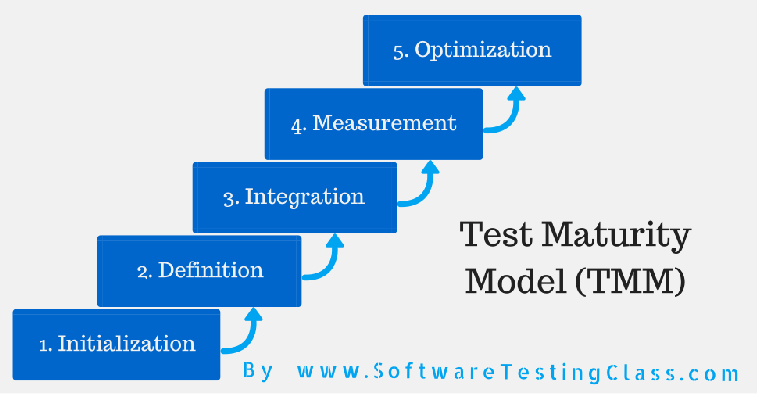 5. Optimization
4. Measurement
3. Integration
Test Maturity
Model (TMM)
2. Definition
1. Initialization
By www.SoftwareTestingClass.com